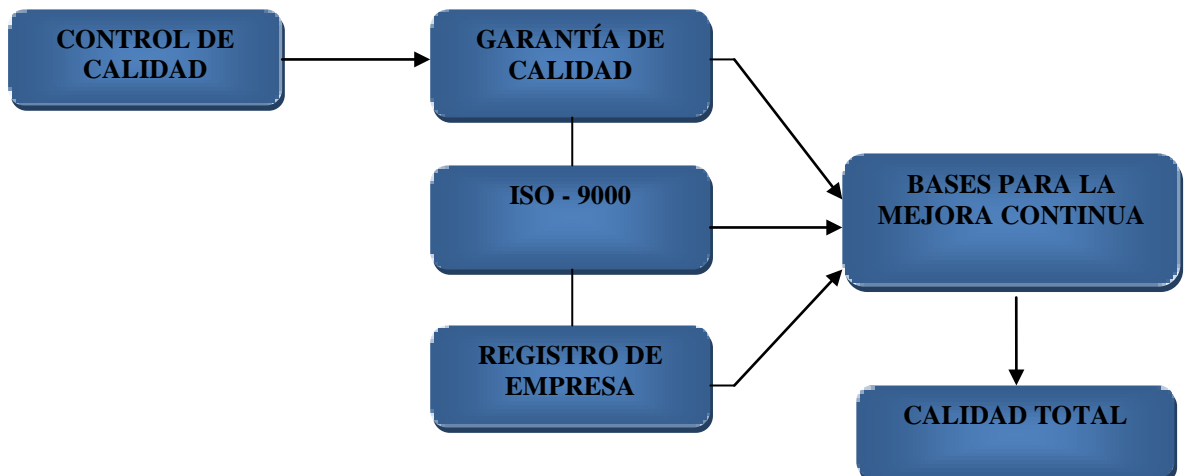 CONTROL DE
CALIDAD
GARANTÍA DE
CALIDAD
ISO - 9000
REGISTRO DE
EMPRESA
BASES PARA LA
MEJORA CONTINUA
CALIDAD TOTAL